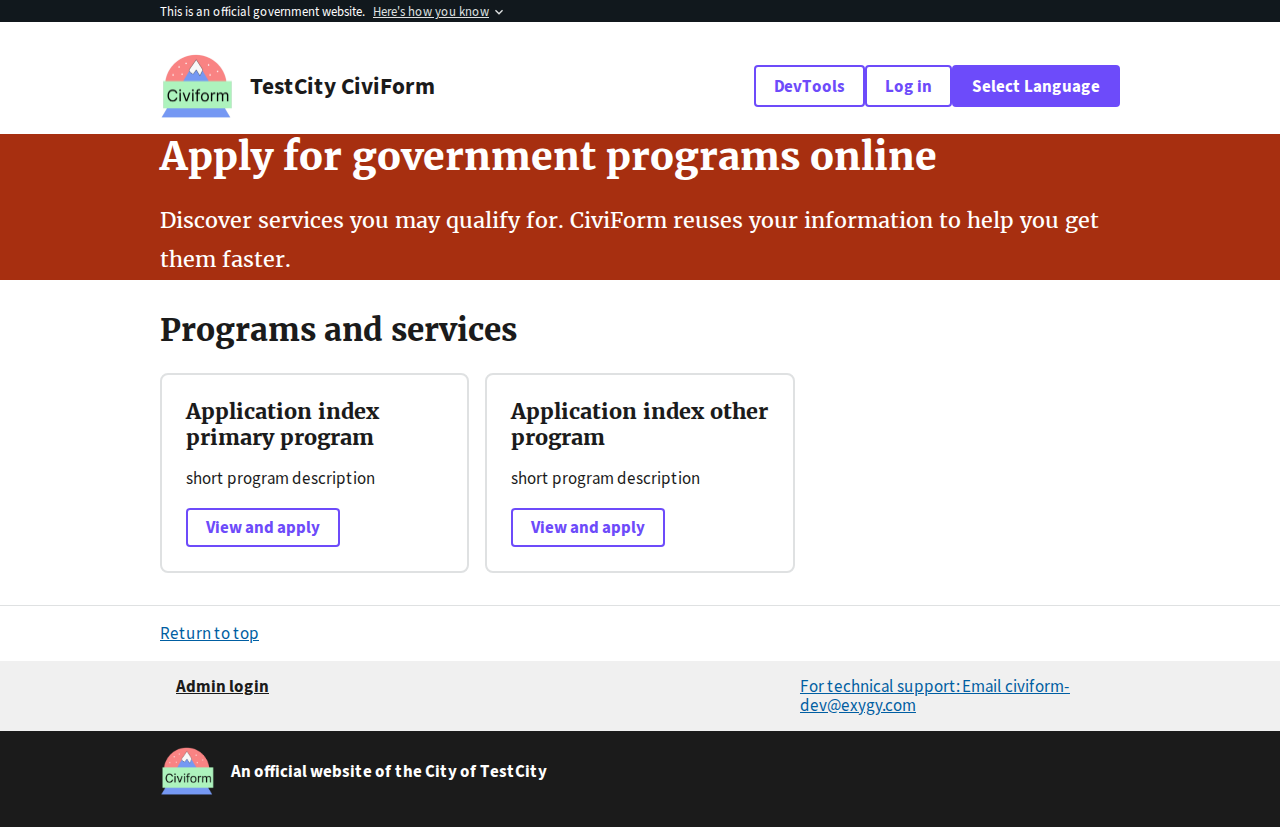 This is an official government website. Here's how you know
Civiform
TestCity CiviForm
DevTools
Log in
Select Language
Apply for government programs online
Discover services you may qualify for. CiviForm reuses your information to help you get
them faster.
Programs and services
Application index
primary program
short program description
View and apply
Application index other
program
short program description
View and apply
Return to top
Admin login
For technical support: Email civiform-
dev@exygy.com
Civiform
An official website of the City of TestCity